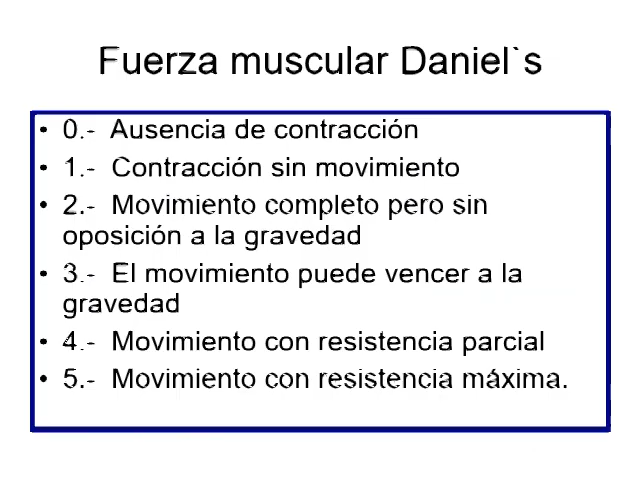 Fuerza muscular Daniel`s
• 0.- Ausencia de contracción
• 1.- Contracción sin movimiento
• 2.- Movimiento completo pero sin
oposición a la gravedad
• 3.- El movimiento puede vencer a la
gravedad
• 4.- Movimiento con resistencia parcial
• 5.- Movimiento con resistencia máxima.